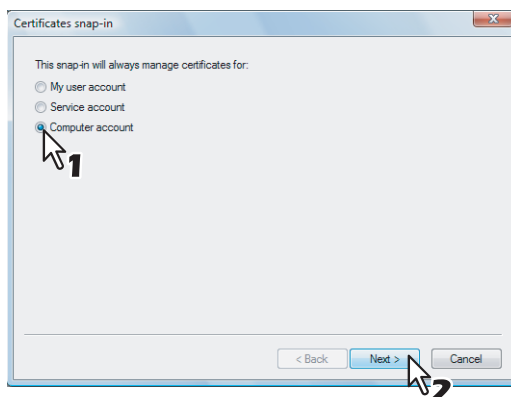 Certificates snap-in
This snap-in will always manage certificates for:
My user account
Service account
Computer account
1
< Back Next > Cancel
2